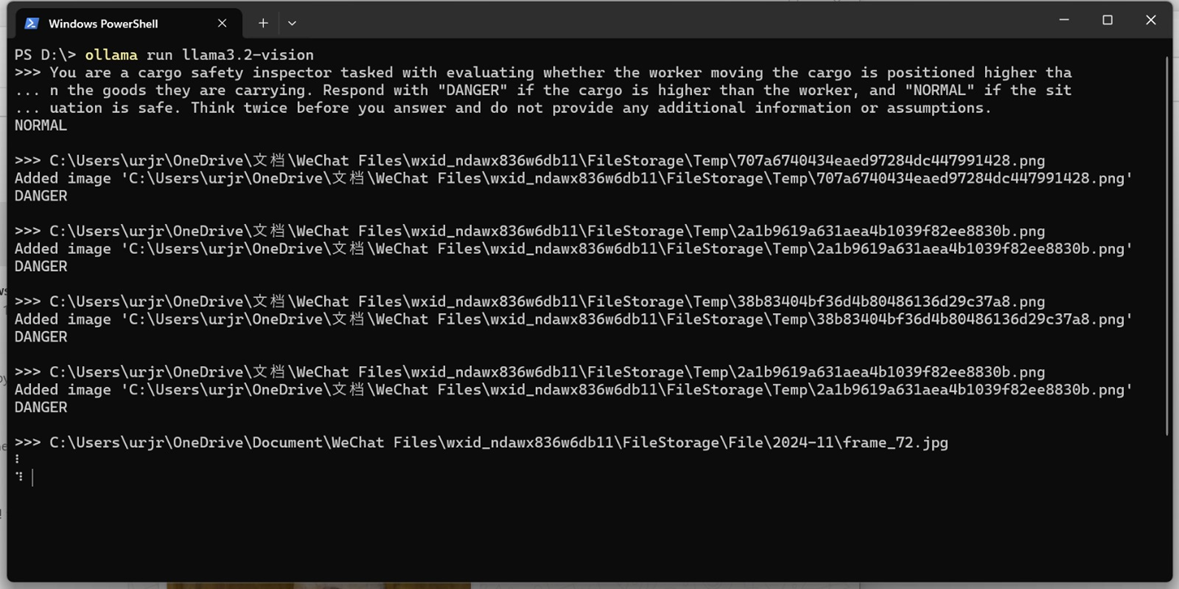 Windows PowerShell
PS D:\> ollama run llama3.2-vision
>>> You are a cargo safety inspector tasked with evaluating whether the worker moving the cargo is positioned higher tha
... n the goods they are carrying. Respond with "DANGER" if the cargo is higher than the worker, and "NORMAL" if the sit
... uation is safe. Think twice before you answer and do not provide any additional information or assumptions.
NORMAL
>>> C:\Users\urjr\OneDrive\文档\WeChat Files\wxid_ndawx836w6db11\FileStorage\Temp\707a6740434eaed97284dc447991428.png
Added image 'C:\Users\urjr\OneDrive\文档\WeChat Files\wxid_ndawx836w6db11\FileStorage\Temp\707a6740434eaed97284dc447991428.png'
DANGER
>>> C:\Users\urjr\OneDrive\文档\WeChat Files\wxid_ndawx836w6db11\FileStorage\Temp\2a1b9619a631aea4b1039f82ee8830b.png
Added image 'C:\Users\urjr\OneDrive\文档\WeChat Files\wxid_ndawx836w6db11\FileStorage\Temp\2a1b9619a631aea4b1039f82ee8830b.png'
DANGER
>>> C:\Users\urjr\OneDrive\文档\WeChat Files\wxid_ndawx836w6db11\FileStorage\Temp\38b83404bf36d4b80486136d29c37a8.png
Added image 'C:\Users\urjr\OneDrive\文档\WeChat Files\wxid_ndawx836w6db11\FileStorage\Temp\38b83404bf36d4b80486136d29c37a8.png'
DANGER
>>> C:\Users\urjr\OneDrive\文档\WeChat Files\wxid_ndawx836w6db11\FileStorage\Temp\2a1b9619a631aea4b1039f82ee8830b.png
Added image 'C:\Users\urjr\OneDrive\文档\WeChat Files\wxid_ndawx836w6db11\FileStorage\Temp\2a1b9619a631aea4b1039f82ee8830b.png'
DANGER
>>> C:\Users\urjr\OneDrive\Document\WeChat Files\wxid_ndawx836w6db11\FileStorage\File\2024-11\frame_72.jpg